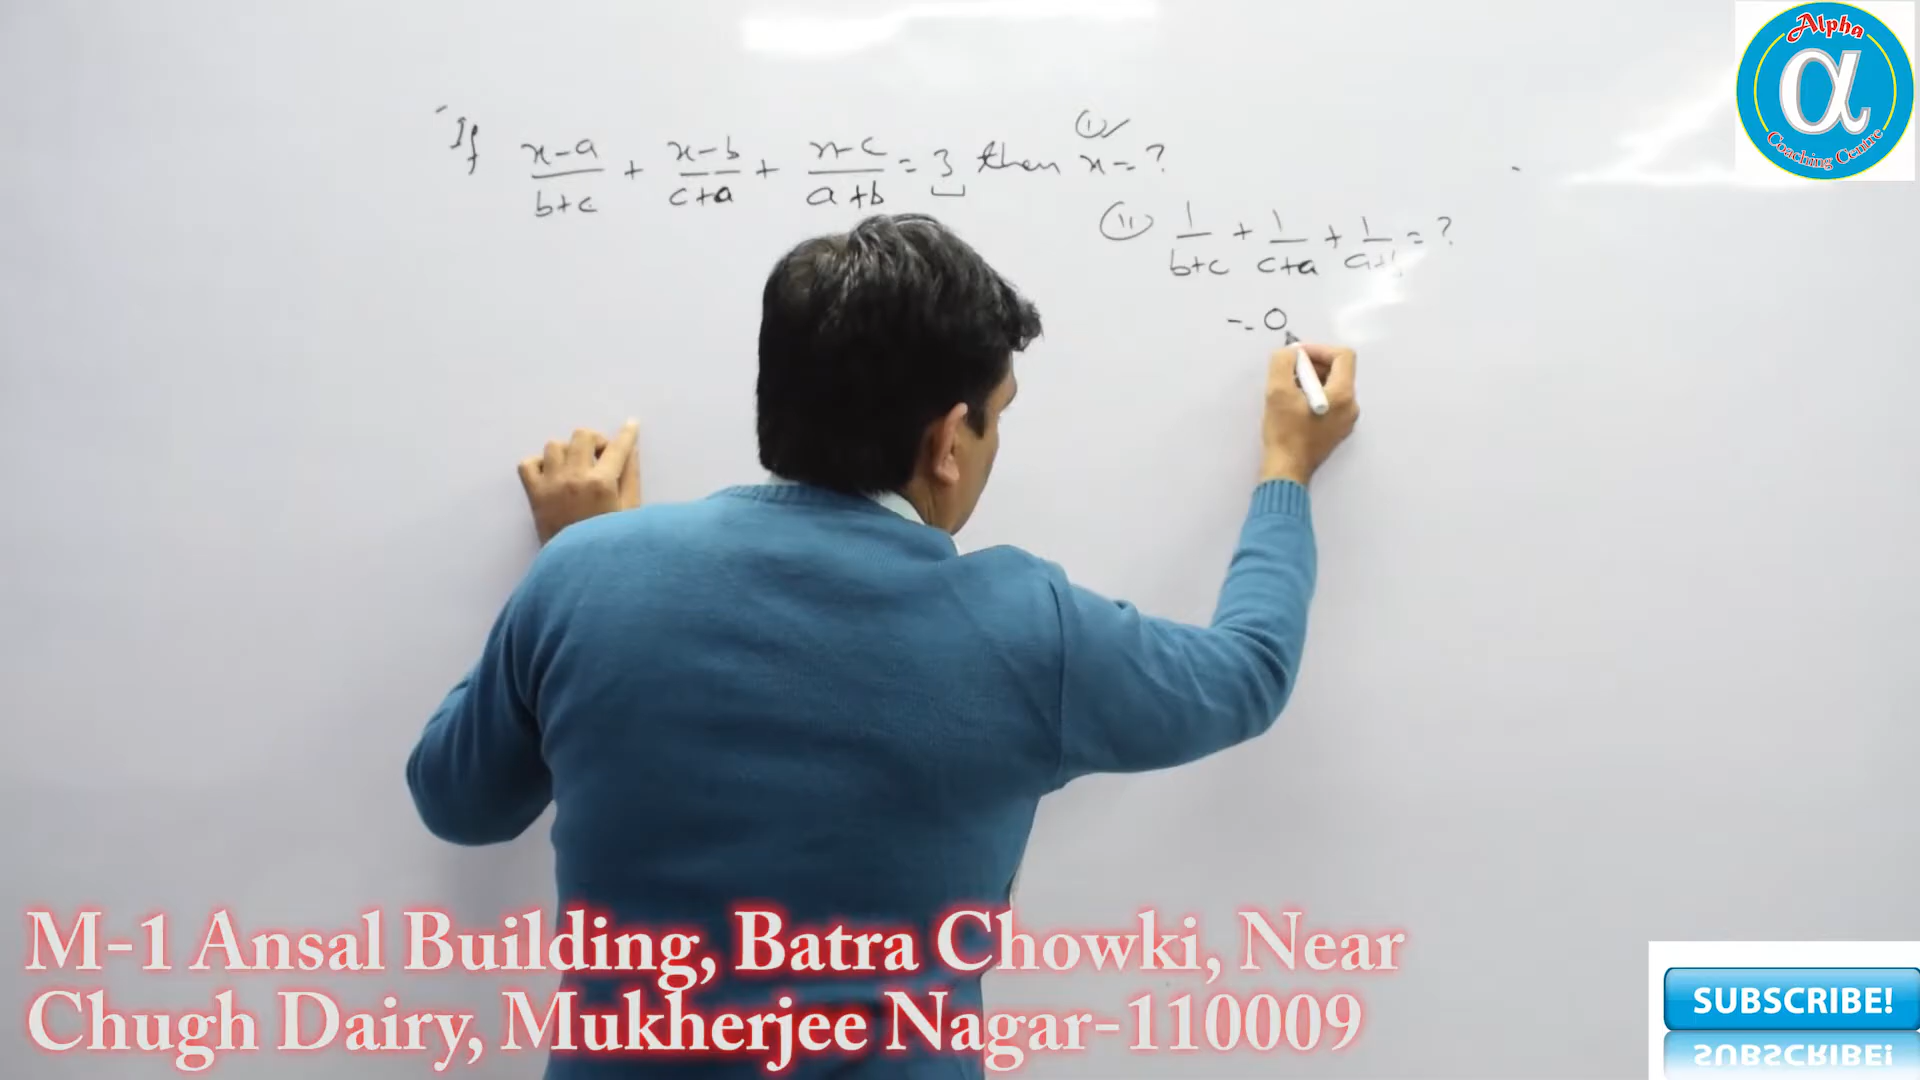 If x-a/b+c + x-b/c+a + x-c/a+b = 3 then x = ?
(i)✓
(ii) 1/b+c + 1/c+a + 1/a+ = ?
= 0
Alpha
α
Coaching Centre
M-1 Ansal Building, Batra Chowki, Near
Chugh Dairy, Mukherjee Nagar-110009
SUBSCRIBE!